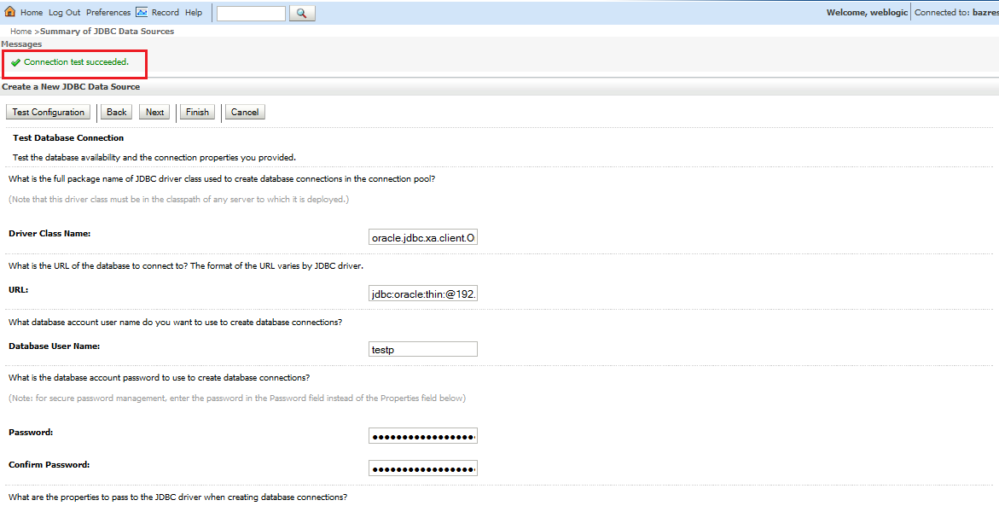 Home Log Out Preferences Record Help Welcome, weblogic Connected to: bazres
Home >Summary of JDBC Data Sources
Messages
Connection test succeeded.
Create a New JDBC Data Source
Test Configuration Back Next Finish Cancel
Test Database Connection
Test the database availability and the connection properties you provided.
What is the full package name of JDBC driver class used to create database connections in the connection pool?
(Note that this driver class must be in the classpath of any server to which it is deployed.)
Driver Class Name: oracle.jdbc.xa.client.O
What is the URL of the database to connect to? The format of the URL varies by JDBC driver.
URL: jdbc:oracle:thin:@192.
What database account user name do you want to use to create database connections?
Database User Name: testp
What is the database account password to use to create database connections?
(Note: for secure password management, enter the password in the Password field instead of the Properties field below)
Password: ●●●●●●●●●●●●●●●●●●
Confirm Password: ●●●●●●●●●●●●●●●●●●
What are the properties to pass to the JDBC driver when creating database connections?